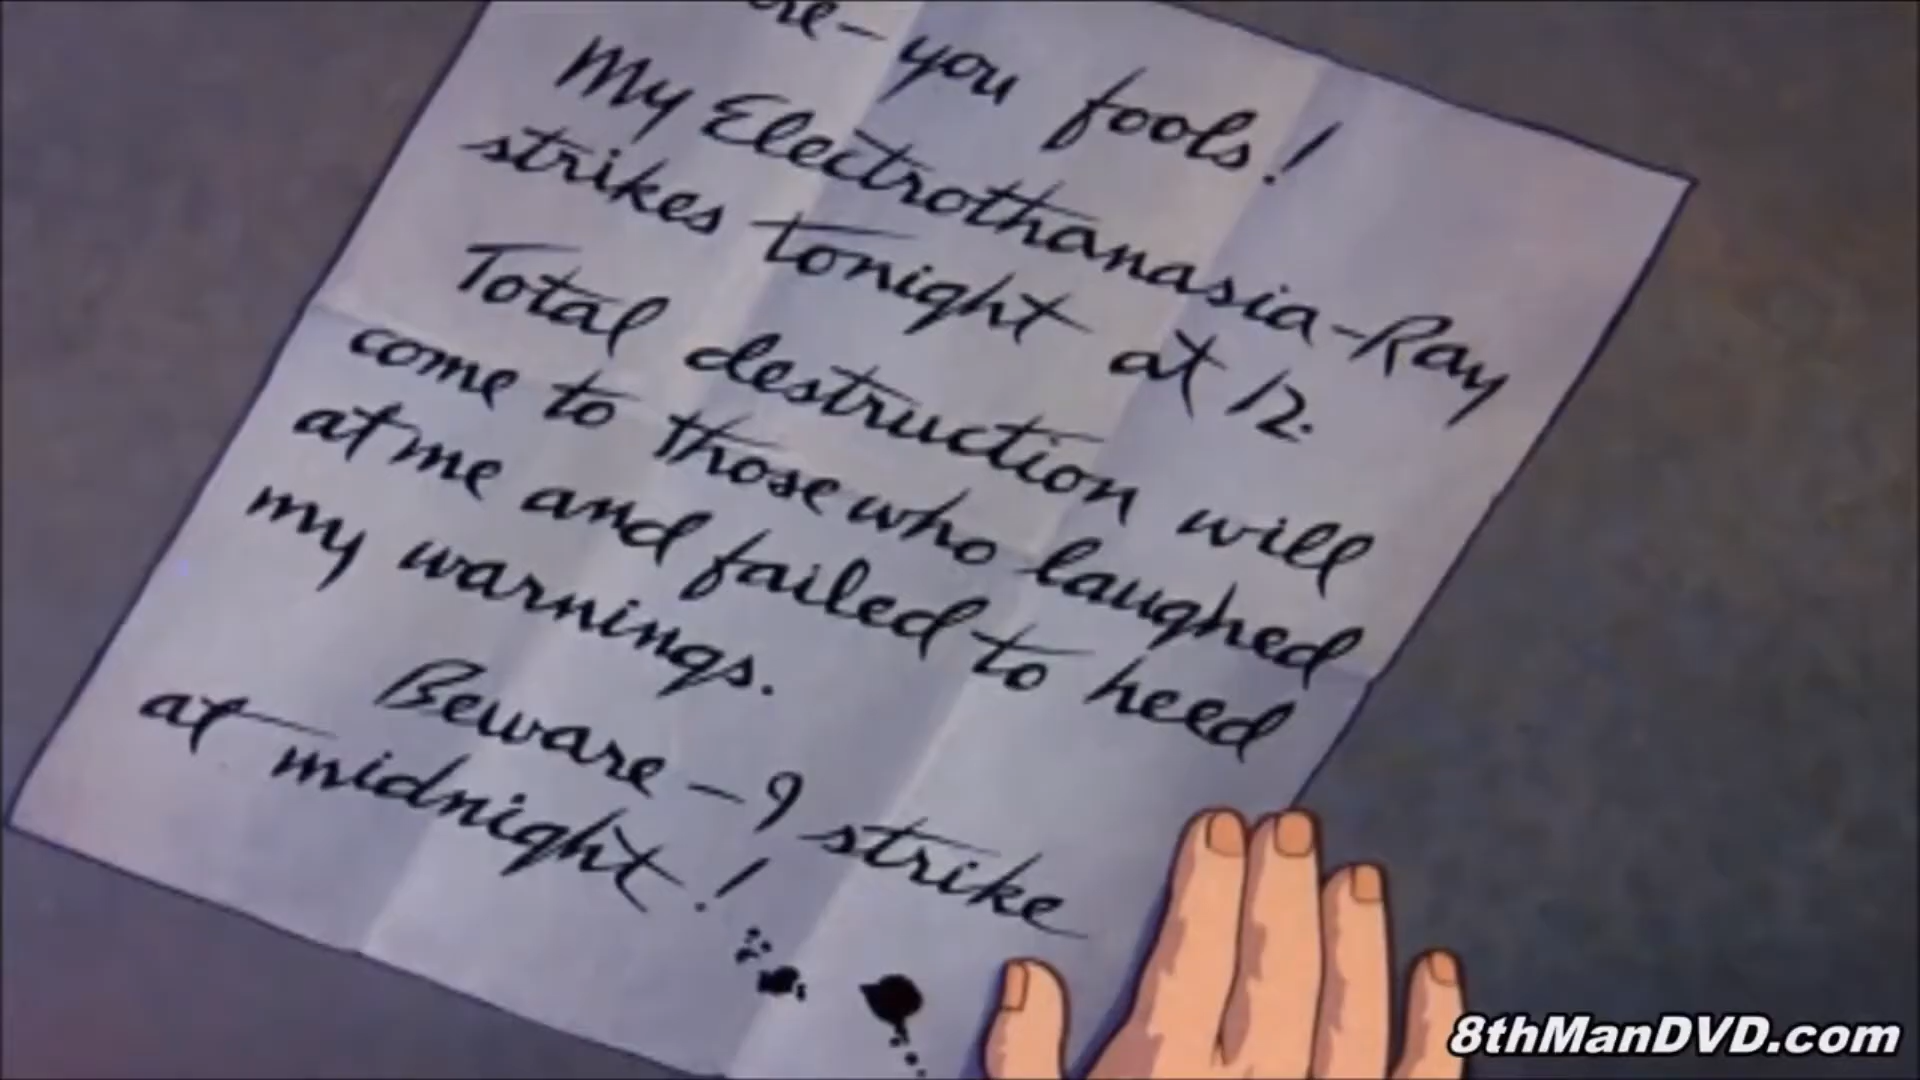 —you fools!
My Electrothanasia-Ray
strikes tonight at 12.
Total destruction will
come to those who laughed
at me and failed to heed
my warnings.
Beware — I strike
at midnight!
8thManDVD.com